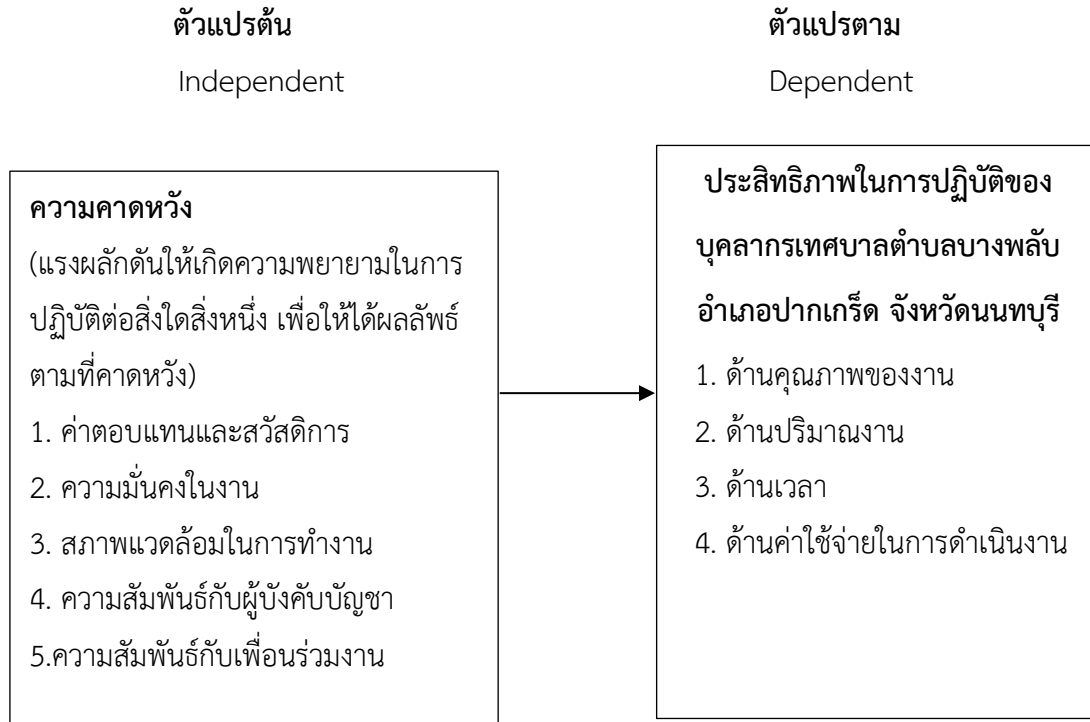 ตัวแปรต้น
Independent
ตัวแปรตาม
Dependent
ความคาดหวัง
(แรงผลักดันให้เกิดความพยายามในการ
ปฏิบัติต่อสิ่งใดสิ่งหนึ่ง เพื่อให้ได้ผลลัพธ์
ตามที่คาดหวัง)
1. ค่าตอบแทนและสวัสดิการ
2. ความมั่นคงในงาน
3. สภาพแวดล้อมในการทำงาน
4. ความสัมพันธ์กับผู้บังคับบัญชา
5.ความสัมพันธ์กับเพื่อนร่วมงาน
ประสิทธิภาพในการปฏิบัติของ
บุคลากรเทศบาลตำบลบางพลับ
อำเภอปากเกร็ด จังหวัดนนทบุรี
1. ด้านคุณภาพของงาน
2. ด้านปริมาณงาน
3. ด้านเวลา
4. ด้านค่าใช้จ่ายในการดำเนินงาน